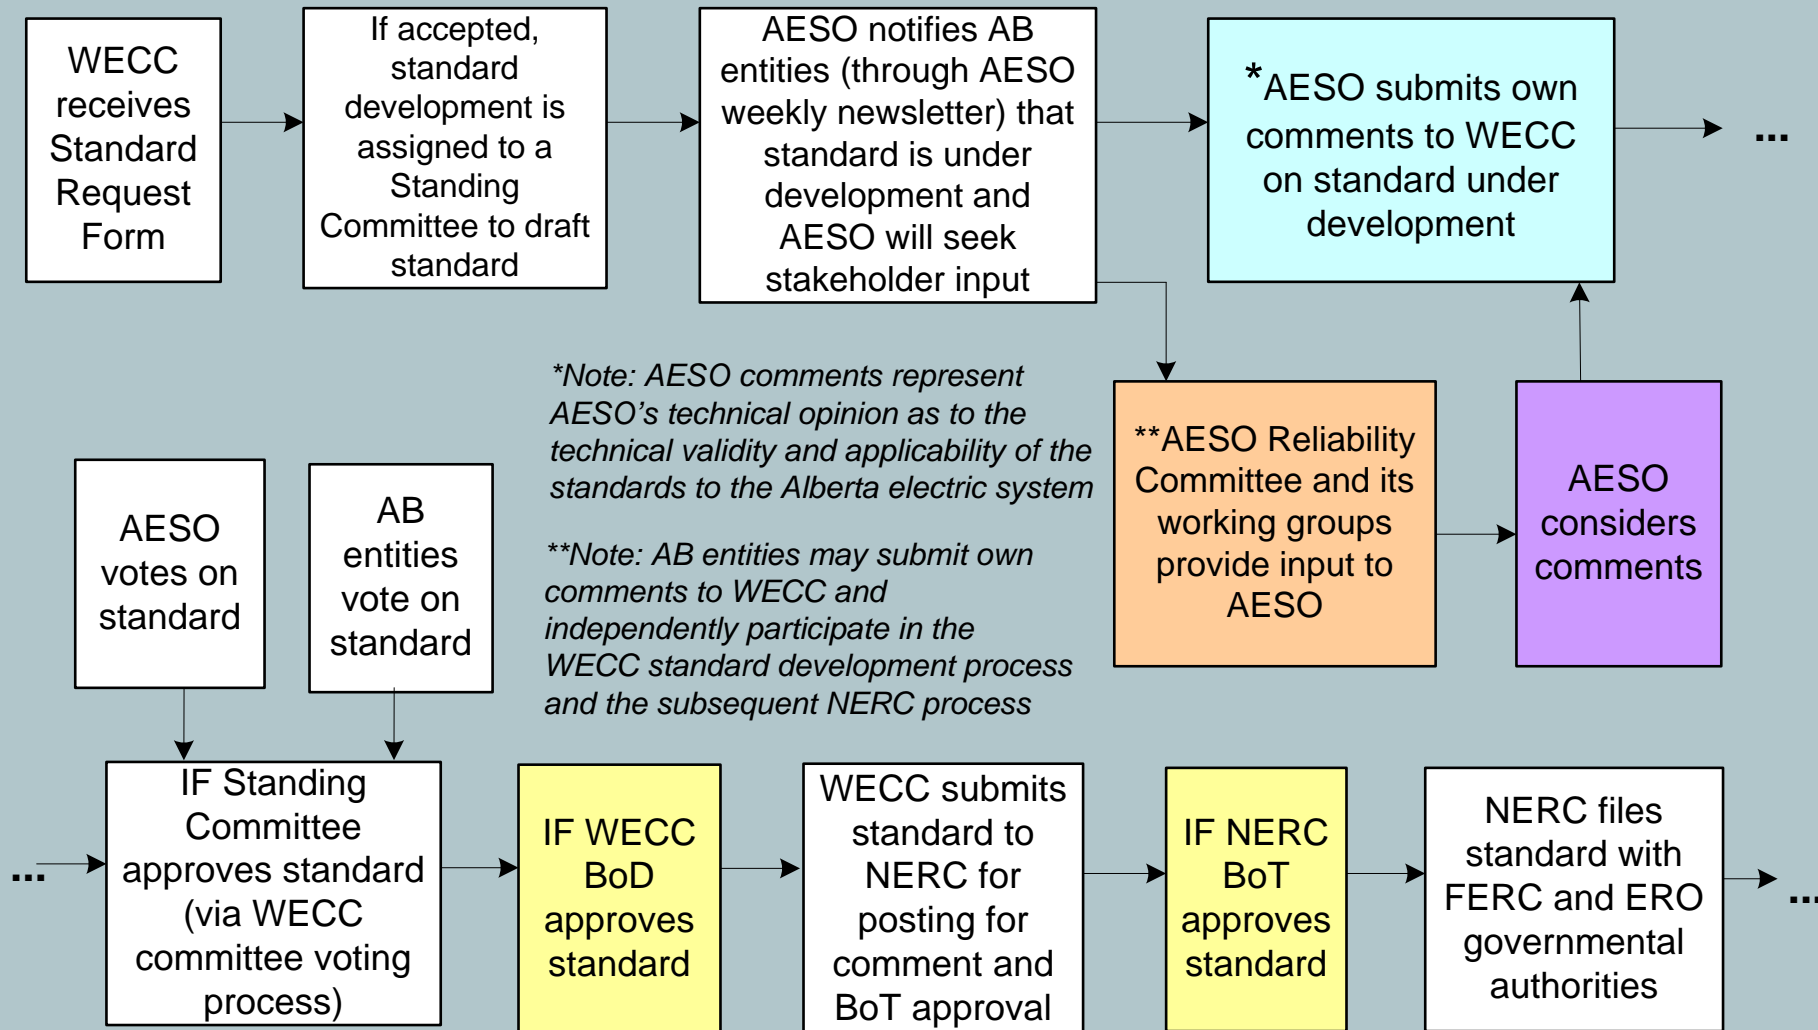 WECC
receives
Standard
Request
Form
If accepted,
standard
development is
assigned to a
Standing
Committee to draft
standard
AESO notifies AB
entities (through AESO
weekly newsletter) that
standard is under
development and
AESO will seek
stakeholder input
*AESO submits own
comments to WECC
on standard under
development
...
*Note: AESO comments represent
AESO’s technical opinion as to the
technical validity and applicability of the
standards to the Alberta electric system
**Note: AB entities may submit own
comments to WECC and
independently participate in the
WECC standard development process
and the subsequent NERC process
**AESO Reliability
Committee and its
working groups
provide input to
AESO
AESO
considers
comments
AESO
votes on
standard
AB
entities
vote on
standard
...
IF Standing
Committee
approves standard
(via WECC
committee voting
process)
IF WECC
BoD
approves
standard
WECC submits
standard to
NERC for
posting for
comment and
BoT approval
IF NERC
BoT
approves
standard
NERC files
standard with
FERC and ERO
governmental
authorities
...